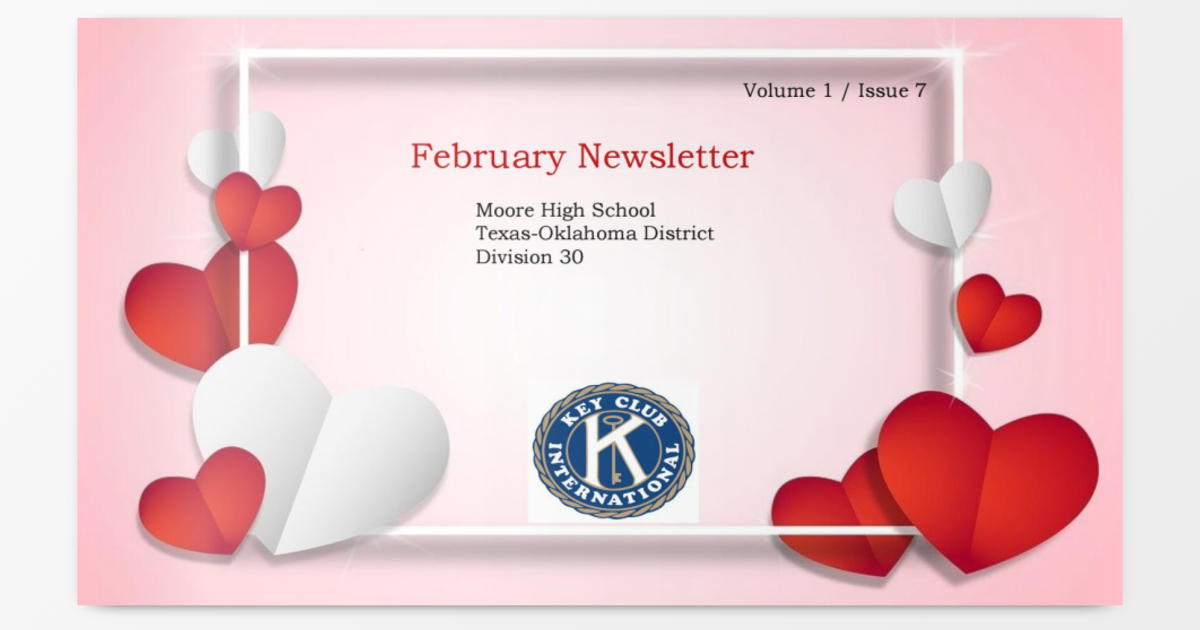 Volume 1 / Issue 7
February Newsletter
Moore High School
Texas-Oklahoma District
Division 30
KEY CLUB
K
INTERNATIONAL